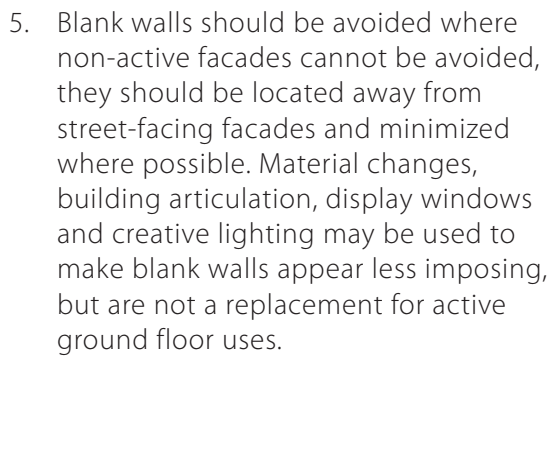 5. Blank walls should be avoided where
non-active facades cannot be avoided,
they should be located away from
street-facing facades and minimized
where possible. Material changes,
building articulation, display windows
and creative lighting may be used to
make blank walls appear less imposing,
but are not a replacement for active
ground floor uses.